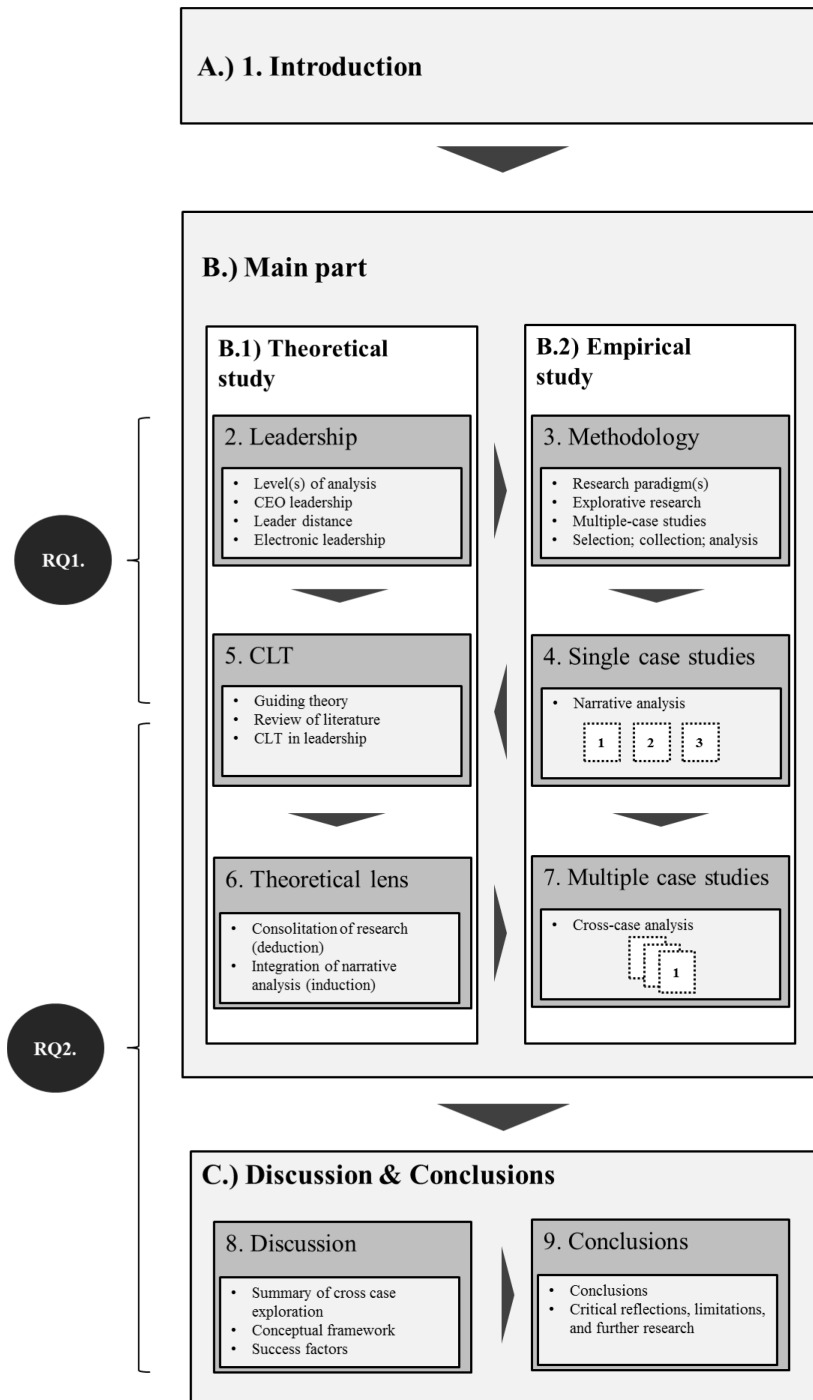 A.) 1. Introduction
B.) Main part
B.1) Theoretical
study
B.2) Empirical
study
RQ1.
2. Leadership
• Level(s) of analysis
• CEO leadership
• Leader distance
• Electronic leadership
3. Methodology
• Research paradigm(s)
• Explorative research
• Multiple-case studies
• Selection; collection; analysis
5. CLT
• Guiding theory
• Review of literature
• CLT in leadership
4. Single case studies
• Narrative analysis
1 2 3
RQ2.
6. Theoretical lens
• Consolitation of research
(deduction)
• Integration of narrative
analysis (induction)
7. Multiple case studies
• Cross-case analysis
1
C.) Discussion & Conclusions
8. Discussion
• Summary of cross case
exploration
• Conceptual framework
• Success factors
9. Conclusions
• Conclusions
• Critical reflections, limitations,
and further research